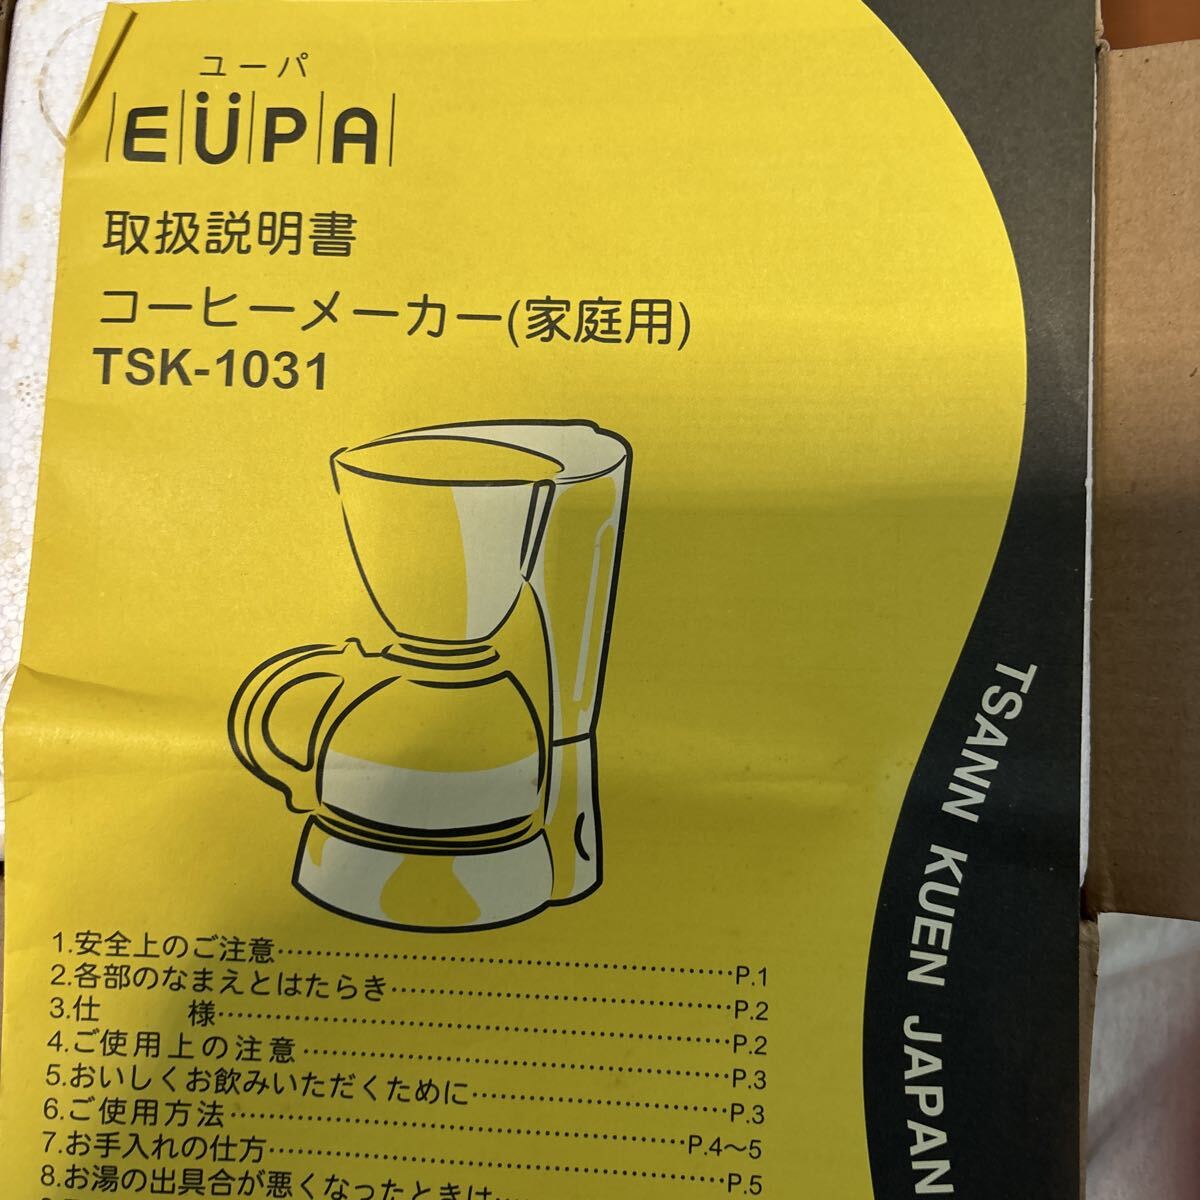 ユーパ
EÜPA
取扱説明書
コーヒーメーカー(家庭用)
TSK-1031
1.安全上のご注意……………………………………P.1
2.各部のなまえとはたらき……………………………P.2
3.仕　　様……………………………………………P.2
4.ご使用上の注意……………………………………P.3
5.おいしくお飲みいただくために……………………P.3
6.ご使用方法……………………………………P.4〜5
7.お手入れの仕方……………………………………P.5
8.お湯の出具合が悪くなったときは…
TSANN KUEN JAPAN